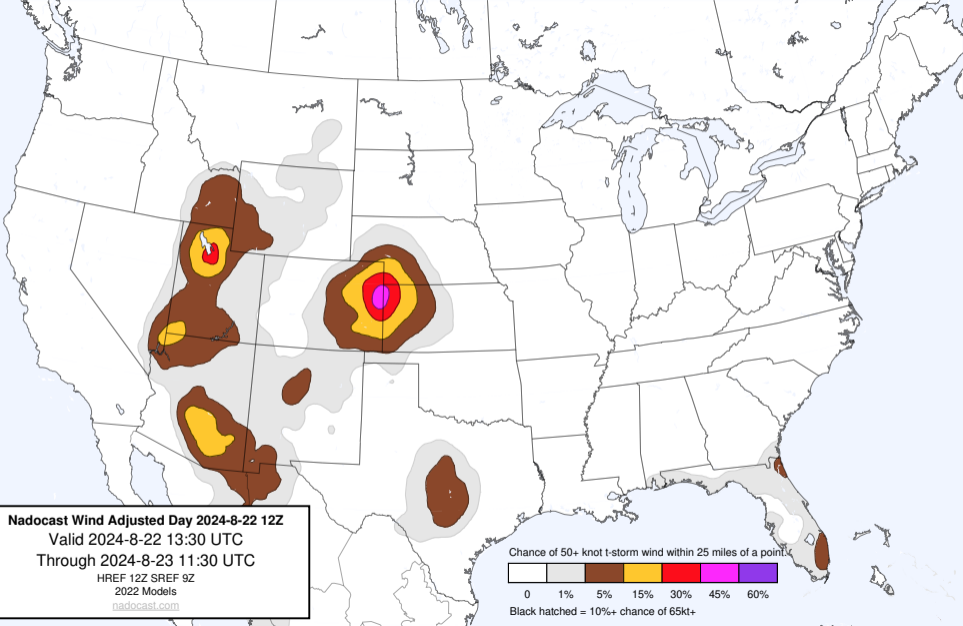 Nadocast Wind Adjusted Day 2024-8-22 12Z
Valid 2024-8-22 13:30 UTC
Through 2024-8-23 11:30 UTC
HREF 12Z SREF 9Z
2022 Models
nadocast.com
Chance of 50+ knot t-storm wind within 25 miles of a point.
0 1% 5% 15% 30% 45% 60%
Black hatched = 10%+ chance of 65kt+